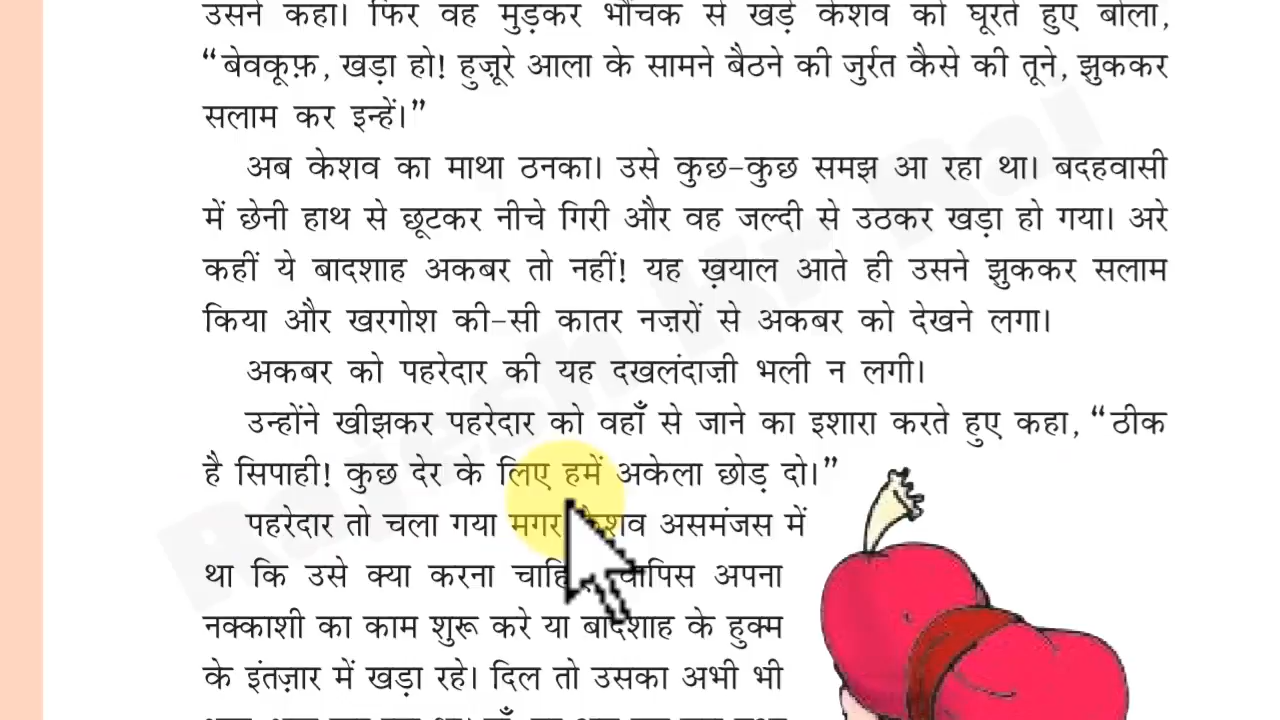 उसने कहा। फिर वह मुड़कर भौंचक से खड़े केशव को घूरते हुए बोला,
“बेवकूफ़, खड़ा हो! हुज़ूरे आला के सामने बैठने की जुर्रत कैसे की तूने, झुककर
सलाम कर इन्हें।”
अब केशव का माथा ठनका। उसे कुछ-कुछ समझ आ रहा था। बदहवासी
में छेनी हाथ से छूटकर नीचे गिरी और वह जल्दी से उठकर खड़ा हो गया। अरे
कहीं ये बादशाह अकबर तो नहीं! यह ख़याल आते ही उसने झुककर सलाम
किया और खरगोश की-सी कातर नज़रों से अकबर को देखने लगा।
अकबर को पहरेदार की यह दखलंदाज़ी भली न लगी।
उन्होंने खीझकर पहरेदार को वहाँ से जाने का इशारा करते हुए कहा, “ठीक
है सिपाही! कुछ देर के लिए हमें अकेला छोड़ दो।”
पहरेदार तो चला गया मगर केशव असमंजस में
था कि उसे क्या करना चाहिए, वापिस अपना
नक्काशी का काम शुरू करे या बादशाह के हुक्म
के इंतज़ार में खड़ा रहे। दिल तो उसका अभी भी
Rajesh Kr Rai